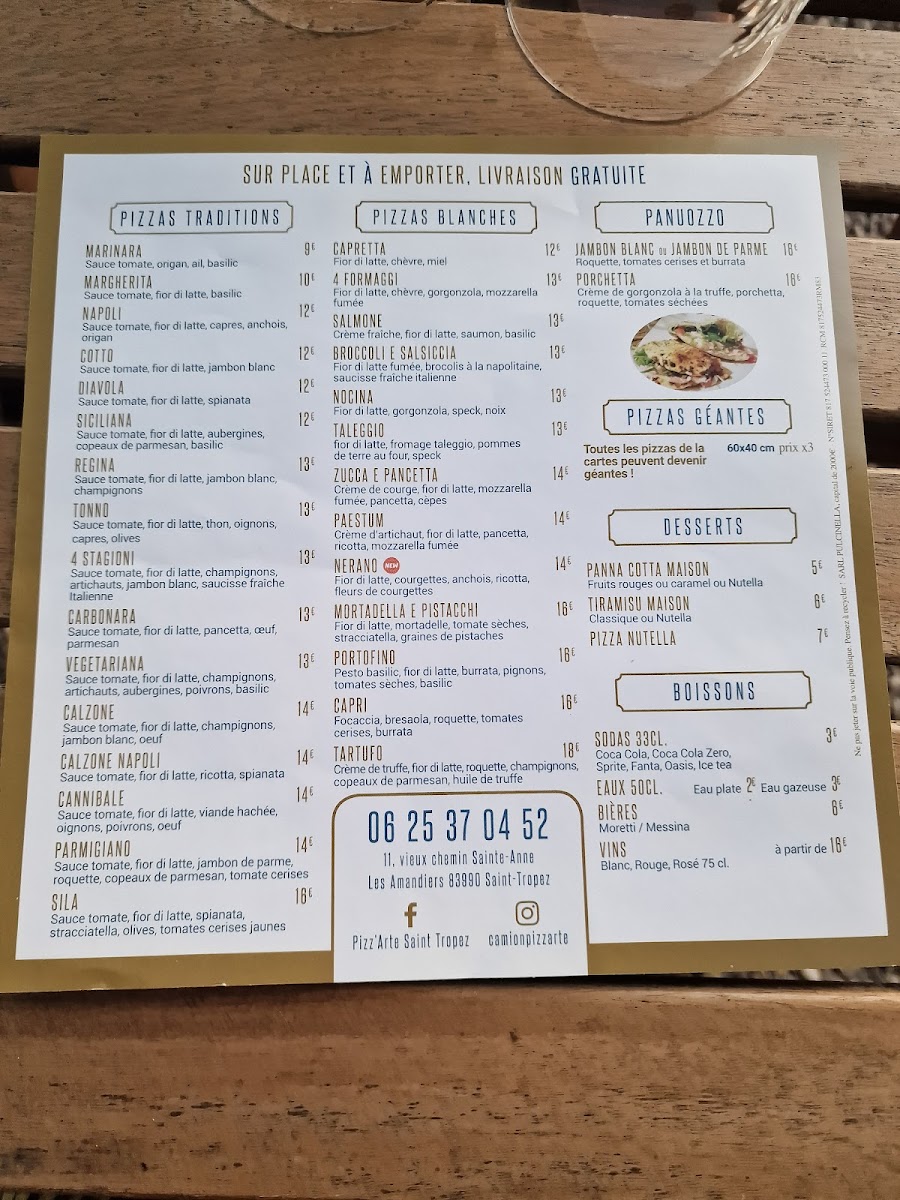 SUR PLACE ET À EMPORTER, LIVRAISON GRATUITE
PIZZAS TRADITIONS
MARINARA 9€
Sauce tomate, origan, ail, basilic
MARGHERITA 10€
Sauce tomate, fior di latte, basilic
NAPOLI 12€
Sauce tomate, fior di latte, capres, anchois,
origan
COTTO 12€
Sauce tomate, fior di latte, jambon blanc
DIAVOLA 12€
Sauce tomate, fior di latte, spianata
SICILIANA 12€
Sauce tomate, fior di latte, aubergines,
copeaux de parmesan, basilic
REGINA 13€
Sauce tomate, fior di latte, jambon blanc,
champignons
TONNO 13€
Sauce tomate, fior di latte, thon, oignons,
capres, olives
4 STAGIONI 13€
Sauce tomate, fior di latte, champignons,
artichauts, jambon blanc, saucisse fraîche
Italienne
CARBONARA 13€
Sauce tomate, fior di latte, pancetta, œuf,
parmesan
VEGETARIANA 13€
Sauce tomate, fior di latte, champignons,
artichauts, aubergines, poivrons, basilic
CALZONE 14€
Sauce tomate, fior di latte, champignons,
jambon blanc, oeuf
CALZONE NAPOLI 14€
Sauce tomate, fior di latte, ricotta, spianata
CANNIBALE 14€
Sauce tomate, fior di latte, viande hachée,
oignons, poivrons, oeuf
PARMIGIANO 14€
Sauce tomate, fior di latte, jambon de parme,
roquette, copeaux de parmesan, tomate cerises
SILA 16€
Sauce tomate, fior di latte, spianata,
stracciatella, olives, tomates cerises jaunes
PIZZAS BLANCHES
CAPRETTA 12€
Fior di latte, chèvre, miel
4 FORMAGGI 13€
Fior di latte, chèvre, gorgonzola, mozzarella
fumée
SALMONE 13€
Crème fraîche, fior di latte, saumon, basilic
BROCCOLI E SALSICCIA 13€
Fior di latte fumée, brocolis à la napolitaine,
saucisse fraîche italienne
NOCINA 13€
Fior di latte, gorgonzola, speck, noix
TALEGGIO 13€
fior di latte, fromage taleggio, pommes
de terre au four, speck
ZUCCA E PANCETTA 14€
Crème de courge, fior di latte, mozzarella
fumée, pancetta, cèpes
PAESTUM 14€
Crème d'artichaut, fior di latte, pancetta,
ricotta, mozzarella fumée
NERANO NEW 14€
Fior di latte, courgettes, anchois, ricotta,
fleurs de courgettes
MORTADELLA E PISTACCHI 16€
Fior di latte, mortadelle, tomate sèches,
stracciatella, graines de pistaches
PORTOFINO 16€
Pesto basilic, fior di latte, burrata, pignons,
tomates sèches, basilic
CAPRI 16€
Focaccia, bresaola, roquette, tomates
cerises, burrata
TARTUFO 18€
Crème de truffe, fior di latte, roquette, champignons,
copeaux de parmesan, huile de truffe
06 25 37 04 52
11, vieux chemin Sainte-Anne
Les Amandiers 83990 Saint-Tropez
Pizz'Arte Saint Tropez camionpizzarte
PANUOZZO
JAMBON BLANC ou JAMBON DE PARME 16€
Roquette, tomates cerises et burrata
PORCHETTA 16€
Crème de gorgonzola à la truffe, porchetta,
roquette, tomates séchées
PIZZAS GÉANTES
Toutes les pizzas de la 60x40 cm prix x3
cartes peuvent devenir
géantes !
DESSERTS
PANNA COTTA MAISON 5€
Fruits rouges ou caramel ou Nutella
TIRAMISU MAISON 6€
Classique ou Nutella
PIZZA NUTELLA 7€
BOISSONS
SODAS 33CL. 3€
Coca Cola, Coca Cola Zero,
Sprite, Fanta, Oasis, Ice tea
EAUX 50CL. Eau plate 2€ Eau gazeuse 3€
BIÈRES 6€
Moretti / Messina
VINS à partir de 16€
Blanc, Rouge, Rosé 75 cl.
Ne pas jeter sur la voie publique. Pensez à recycler ! SARL PULCINELLA, capital de 2000€